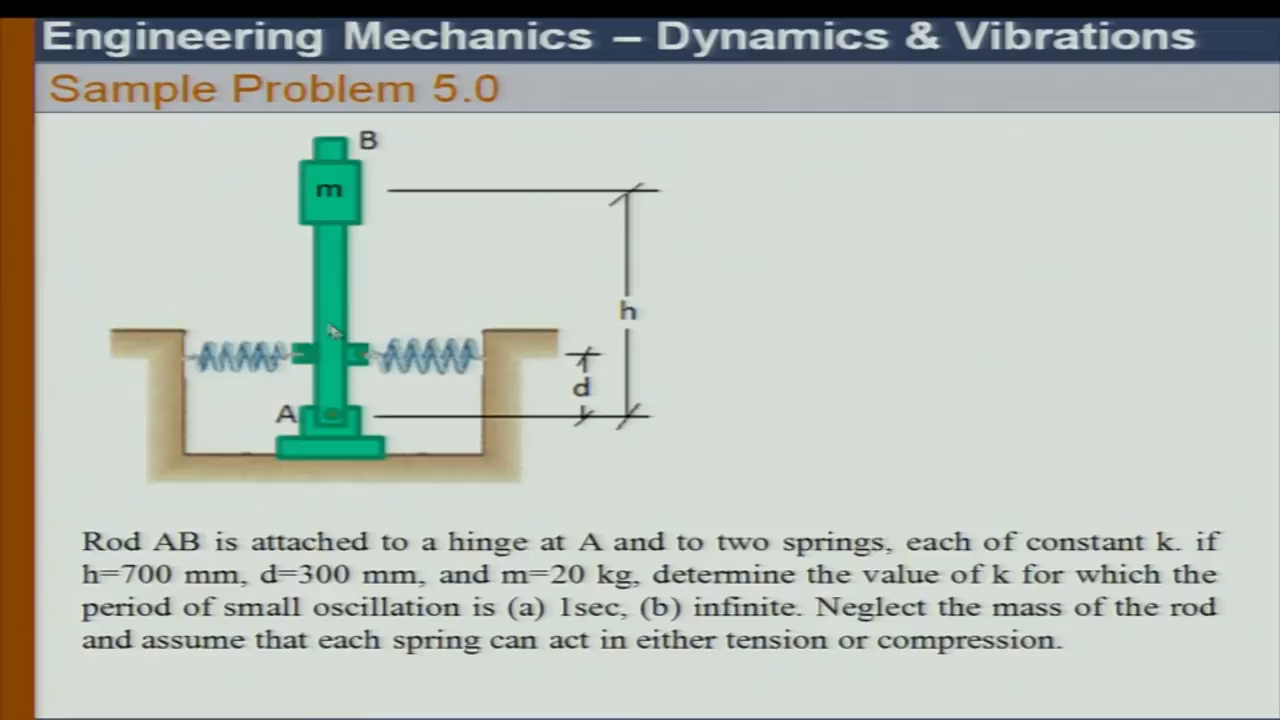 Engineering Mechanics – Dynamics & Vibrations
Sample Problem 5.0
B
m
h
d
A
Rod AB is attached to a hinge at A and to two springs, each of constant k. if
h=700 mm, d=300 mm, and m=20 kg, determine the value of k for which the
period of small oscillation is (a) 1sec, (b) infinite. Neglect the mass of the rod
and assume that each spring can act in either tension or compression.